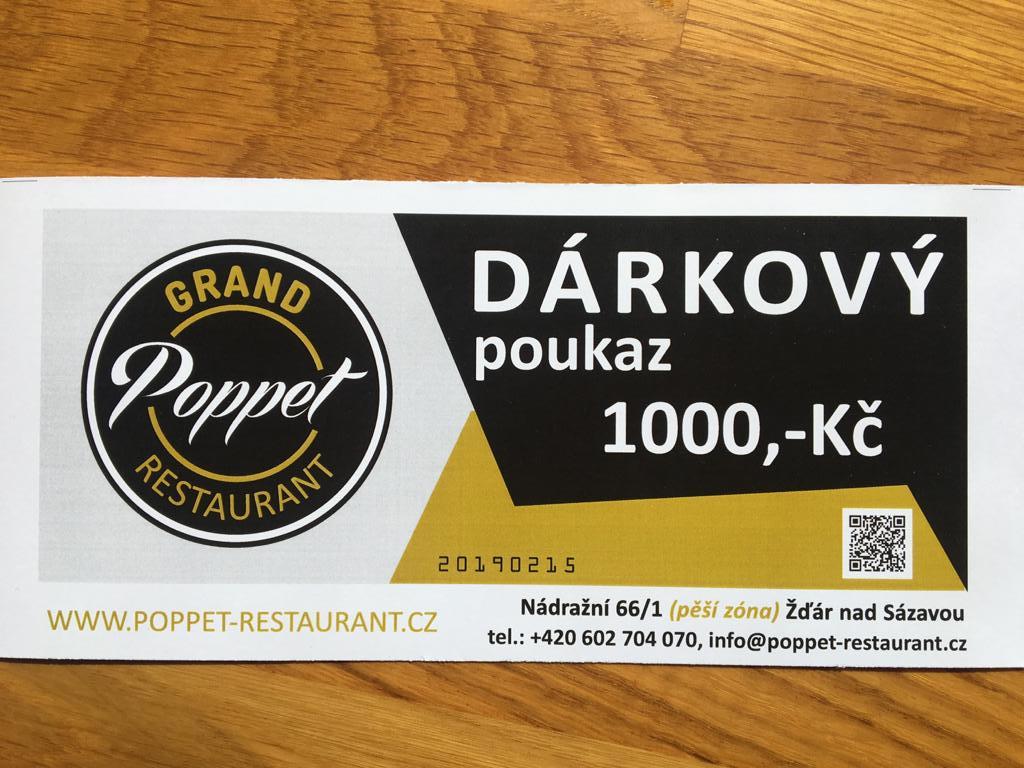 GRAND
Poppet
RESTAURANT
DÁRKOVÝ
poukaz
1000,-Kč
20190215
WWW.POPPET-RESTAURANT.CZ
Nádražní 66/1 (pěší zóna) Žďár nad Sázavou
tel.: +420 602 704 070, info@poppet-restaurant.cz